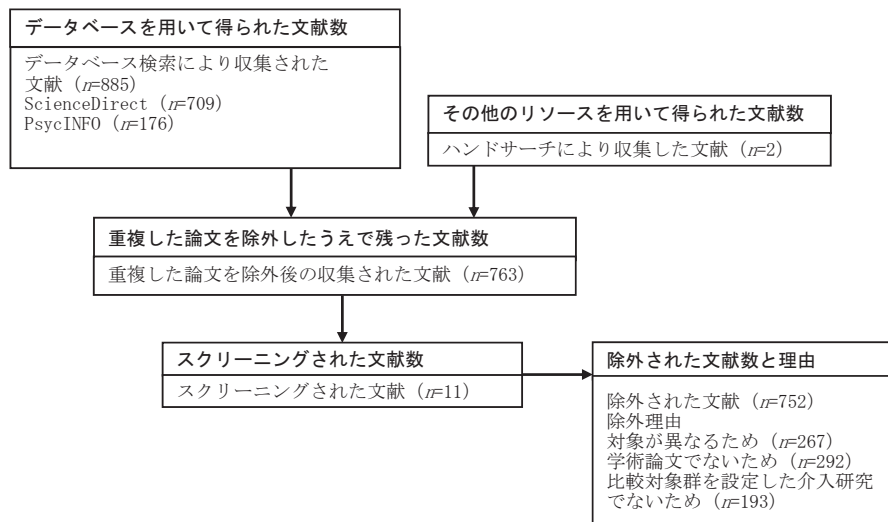 データベースを用いて得られた文献数
データベース検索により収集された
文献（n=885）
ScienceDirect（n=709）
PsycINFO（n=176）
その他のリソースを用いて得られた文献数
ハンドサーチにより収集した文献（n=2）
重複した論文を除外したうえで残った文献数
重複した論文を除外後の収集された文献（n=763）
スクリーニングされた文献数
スクリーニングされた文献（n=11）
除外された文献数と理由
除外された文献（n=752）
除外理由
対象が異なるため（n=267）
学術論文でないため（n=292）
比較対象群を設定した介入研究
でないため（n=193）